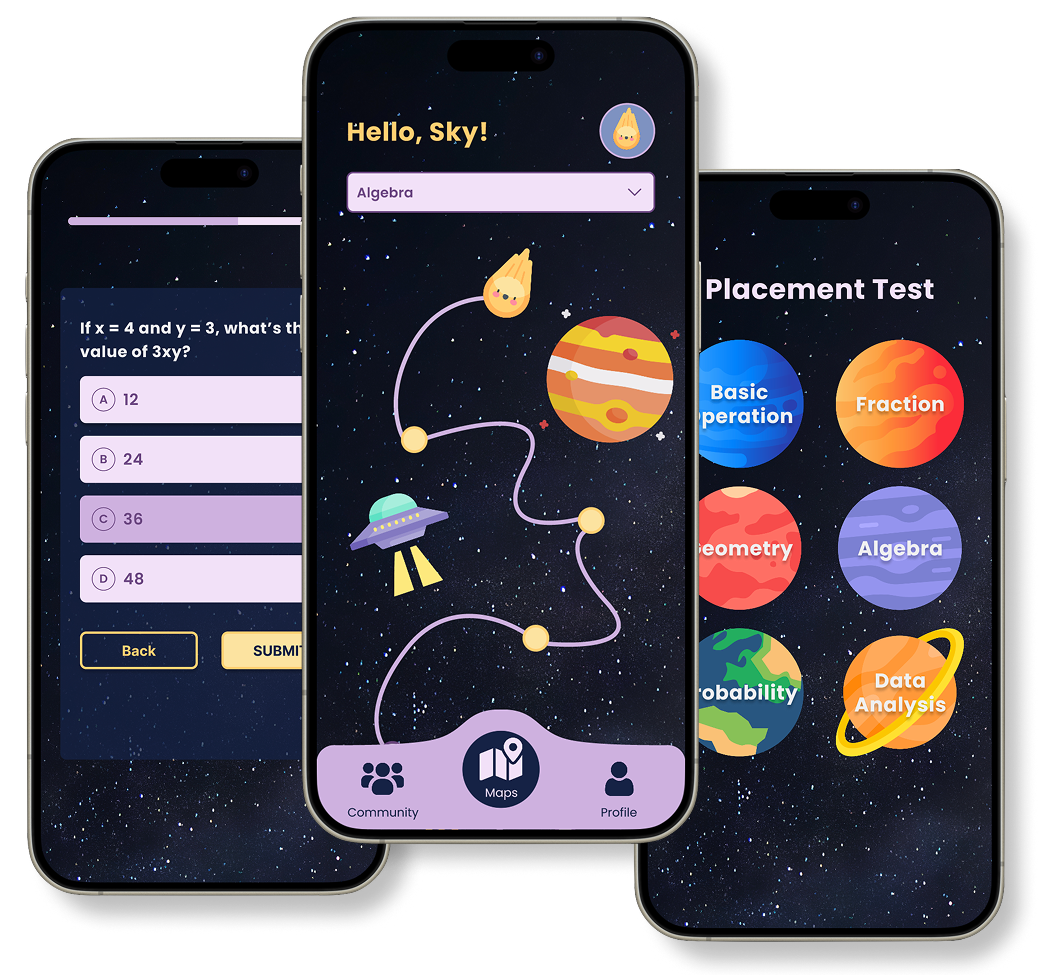 If x = 4 and y = 3, what's th
value of 3xy?
A 12
B 24
C 36
D 48
Back
SUBMIT
Hello, Sky!
Algebra
Community
Maps
Profile
Placement Test
Basic
peration
Fraction
eometry
Algebra
robability
Data
Analysis